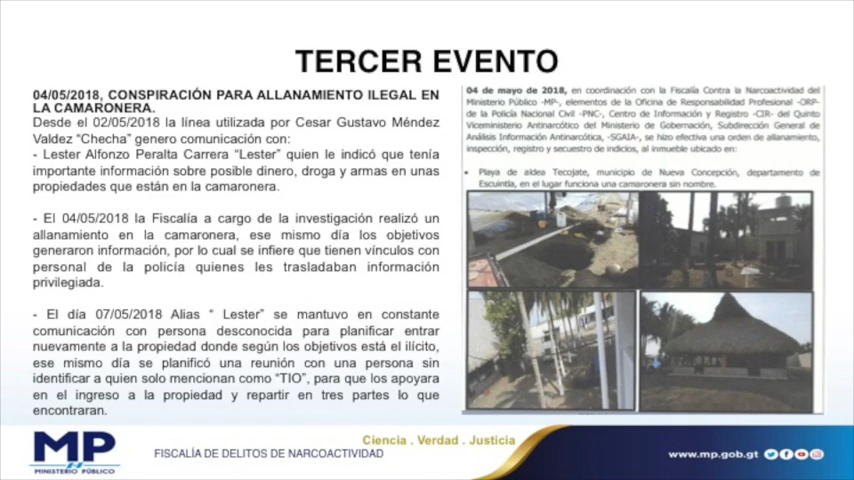 TERCER EVENTO
04/05/2018, CONSPIRACIÓN PARA ALLANAMIENTO ILEGAL EN
LA CAMARONERA.
Desde el 02/05/2018 la línea utilizada por Cesar Gustavo Méndez
Valdez “Checha” genero comunicación con:
- Lester Alfonzo Peralta Carrera “Lester” quien le indicó que tenía
importante información sobre posible dinero, droga y armas en unas
propiedades que están en la camaronera.
- El 04/05/2018 la Fiscalía a cargo de la investigación realizó un
allanamiento en la camaronera, ese mismo día los objetivos
generaron información, por lo cual se infiere que tienen vínculos con
personal de la policía quienes les trasladaban información
privilegiada.
- El día 07/05/2018 Alias “ Lester” se mantuvo en constante
comunicación con persona desconocida para planificar entrar
nuevamente a la propiedad donde según los objetivos está el ilícito,
ese mismo día se planificó una reunión con una persona sin
identificar a quien solo mencionan como “TIO”, para que los apoyara
en el ingreso a la propiedad y repartir en tres partes lo que
encontraran.
04 de mayo de 2018, en coordinación con la Fiscalía Contra la Narcoactividad del
Ministerio Público -MP-, elementos de la Oficina de Responsabilidad Profesional -ORP-
de la Policía Nacional Civil -PNC-, Centro de Información y Registro -CIR- del Quinto
Viceministerio Antinarcótico del Ministerio de Gobernación, Subdirección General de
Análisis Información Antinarcótica, -SGAIA-, se hizo efectiva una orden de allanamiento,
inspección, registro y secuestro de indicios, al inmueble ubicado en:
• Playa de aldea Tecojate, municipio de Nueva Concepción, departamento de
Escuintla, en el lugar funciona una camaronera sin nombre.
MP
MINISTERIO PÚBLICO
FISCALÍA DE DELITOS DE NARCOACTIVIDAD
Ciencia . Verdad . Justicia
www.mp.gob.gt